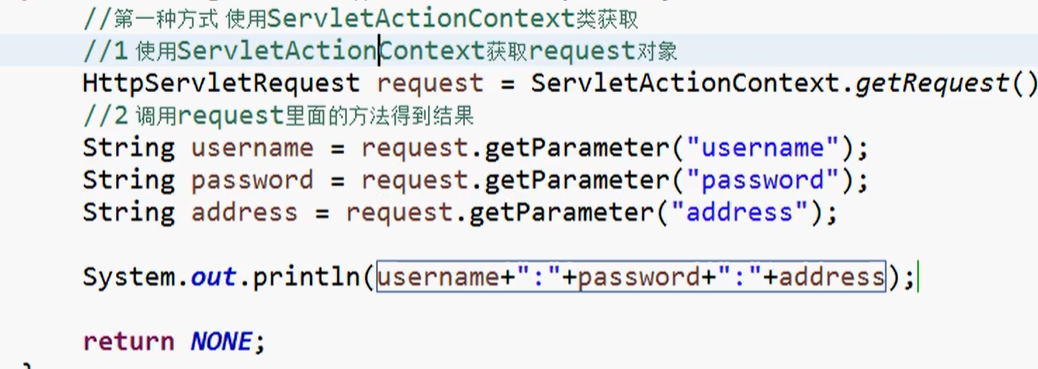 //第一种方式 使用ServletActionContext类获取
//1 使用ServletActionContext获取request对象
HttpServletRequest request = ServletActionContext.getRequest()
//2 调用request里面的方法得到结果
String username = request.getParameter("username");
String password = request.getParameter("password");
String address = request.getParameter("address");
System.out.println(username+":"+password+":"+address);
return NONE;